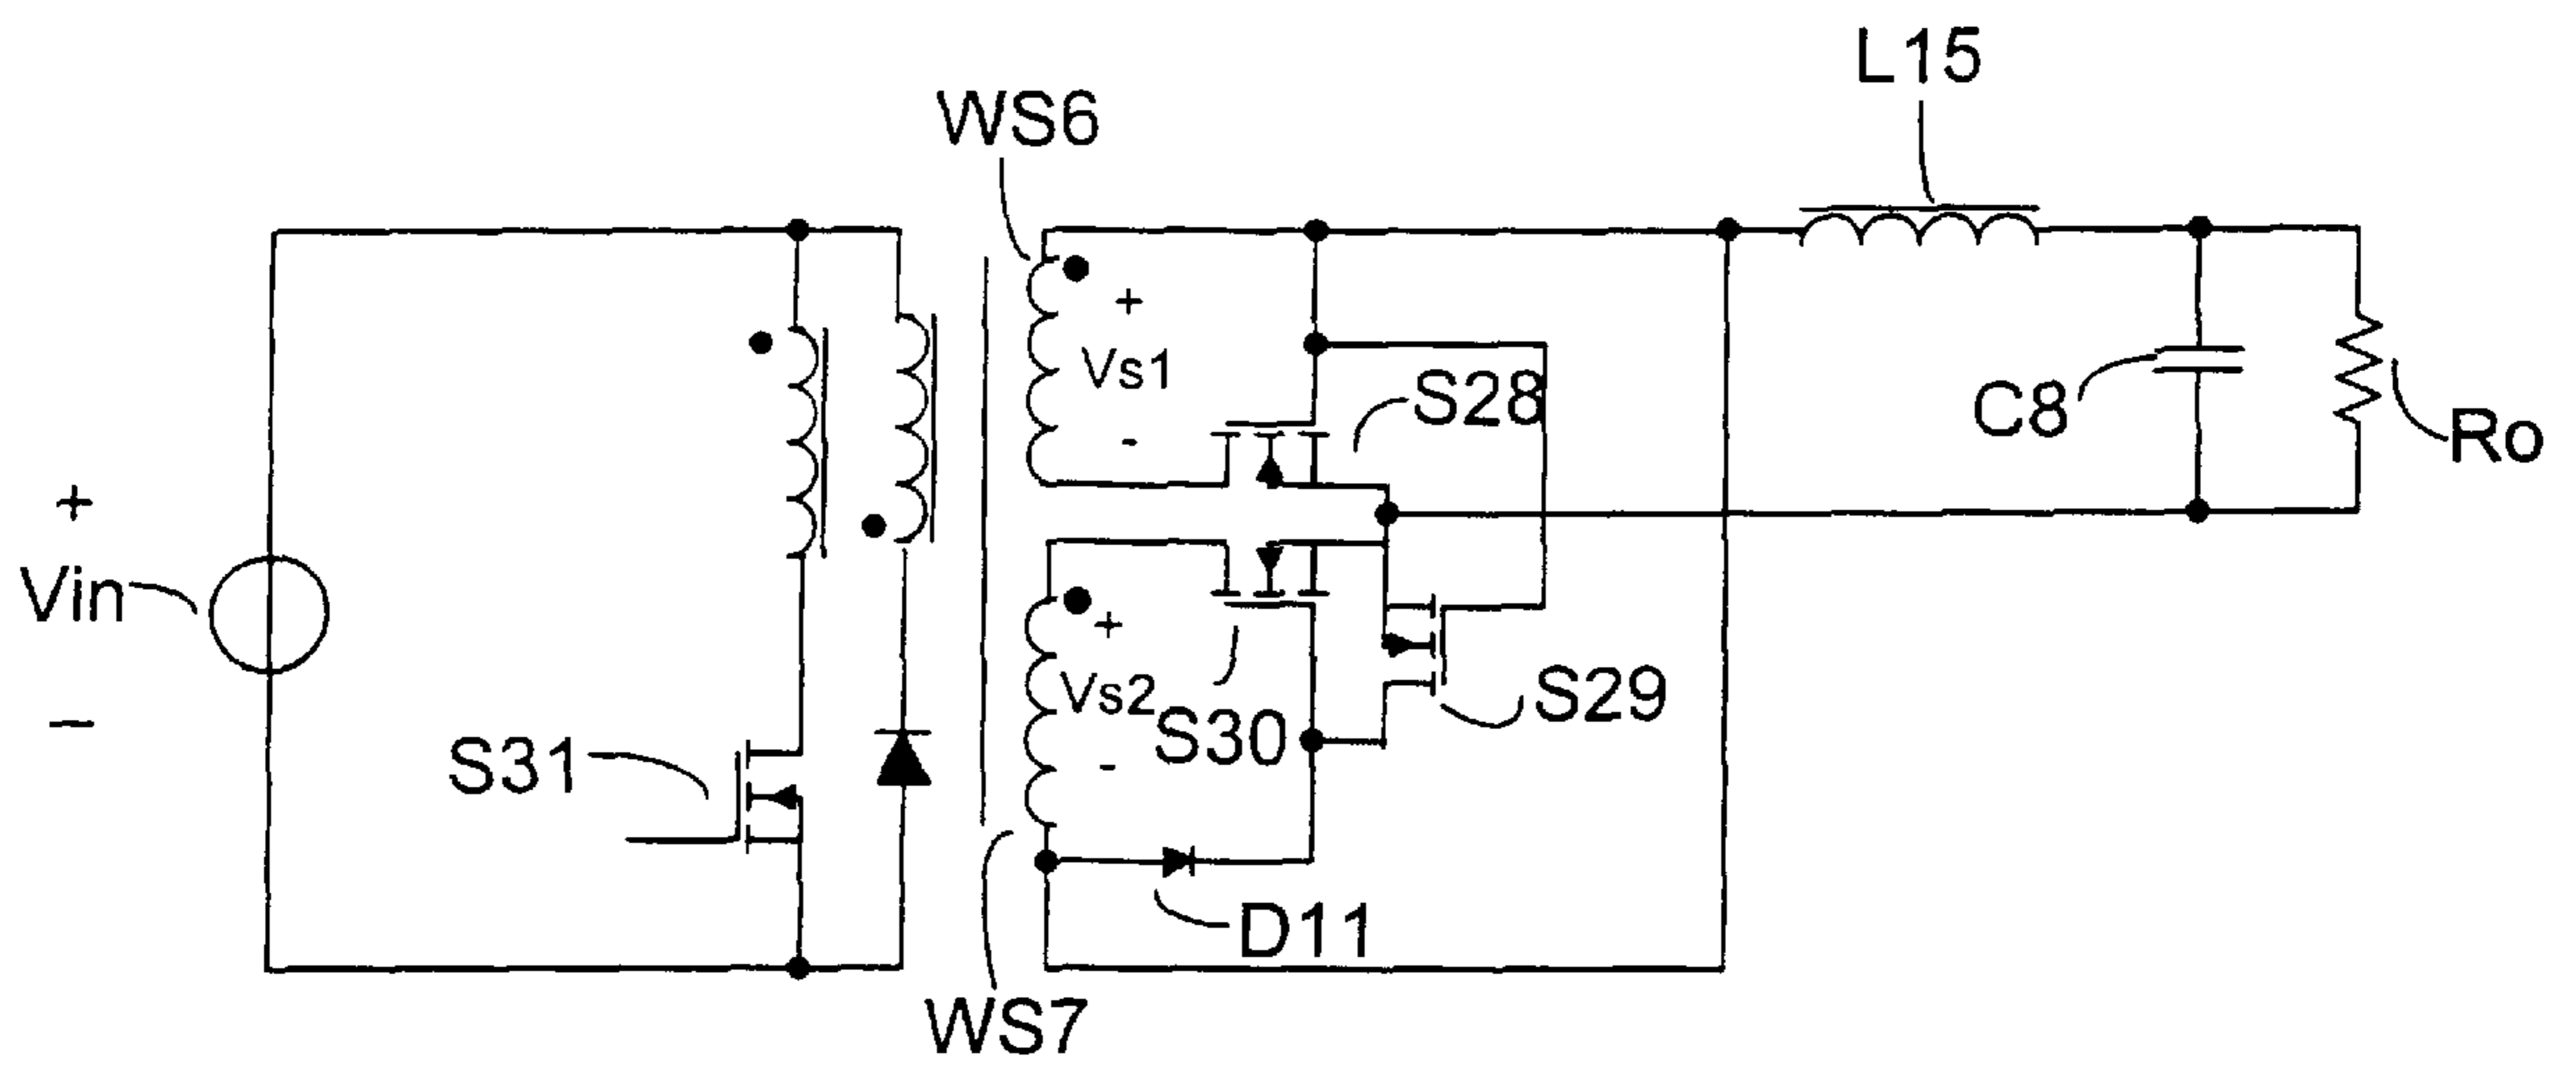 L15
WS6
+
Vs1
-
S28
C8
Ro
+
Vin
−
+
Vs2
-
S30
S29
S31
D11
WS7